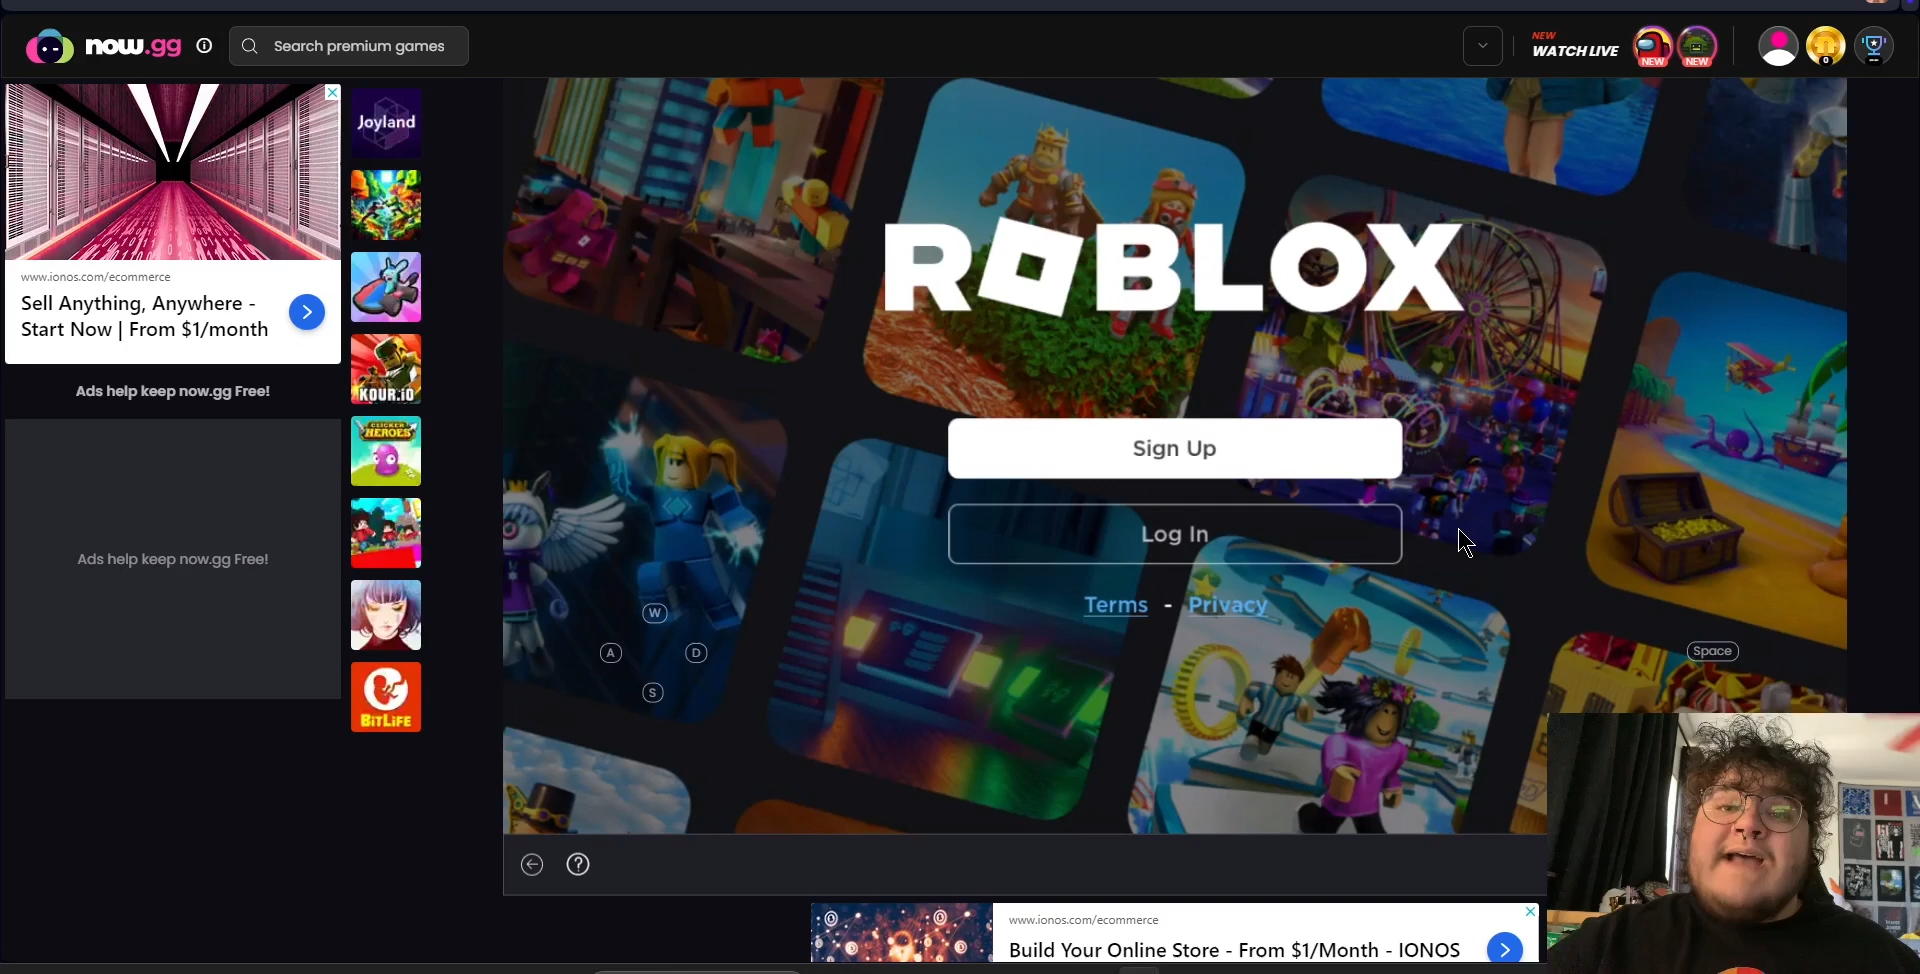 now.gg
Search premium games
NEW
WATCH LIVE
NEW
NEW
0
Joyland
www.ionos.com/ecommerce
Sell Anything, Anywhere -
Start Now | From $1/month
Ads help keep now.gg Free!
KOUR.IO
CLICKER
HEROES
Ads help keep now.gg Free!
BITLIFE
ROBLOX
Sign Up
Log In
Terms - Privacy
W
A
D
S
Space
www.ionos.com/ecommerce
Build Your Online Store - From $1/Month - IONOS